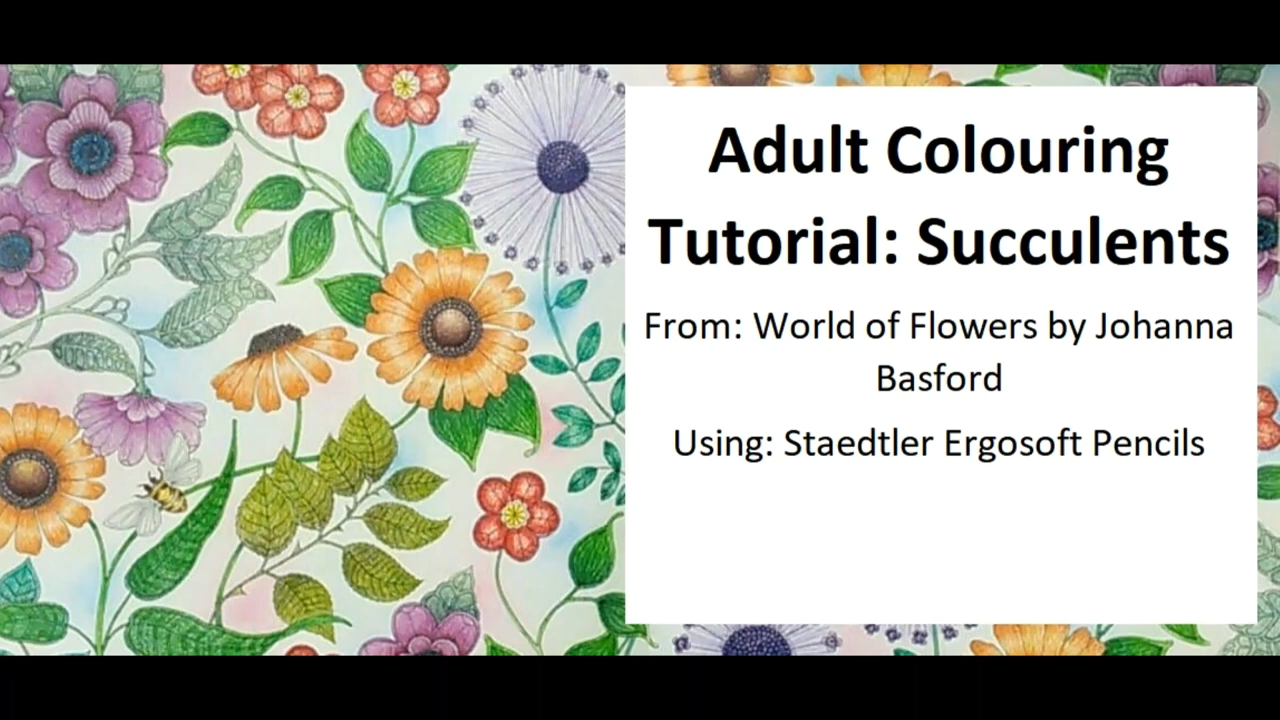 Adult Colouring
Tutorial: Succulents
From: World of Flowers by Johanna
Basford
Using: Staedtler Ergosoft Pencils